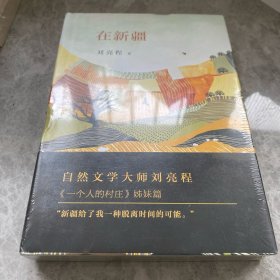 在新疆
刘亮程 著
自然文学大师刘亮程
《一个人的村庄》姊妹篇
“新疆给了我一种脱离时间的可能。”